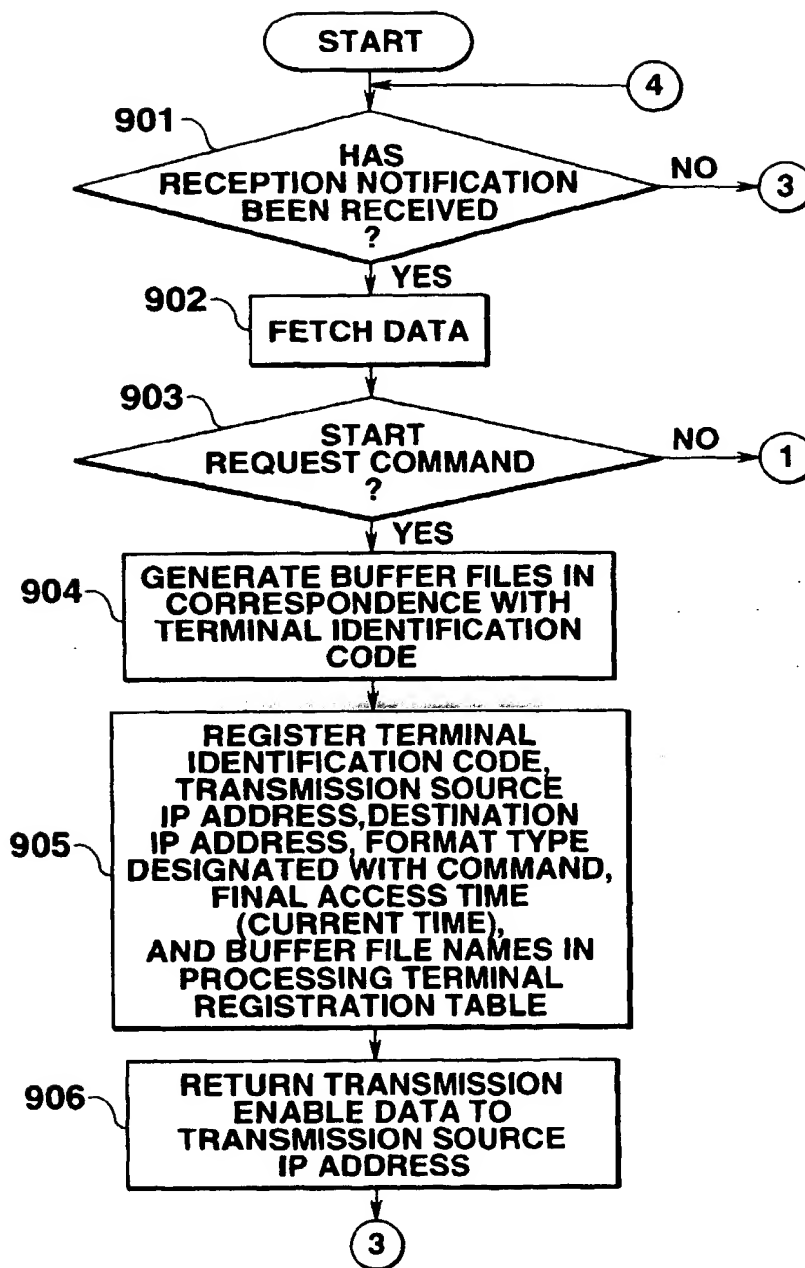 START
4
901
HAS
RECEPTION NOTIFICATION
BEEN RECEIVED
?
NO
3
YES
902
FETCH DATA
903
START
REQUEST COMMAND
?
NO
1
YES
904
GENERATE BUFFER FILES IN
CORRESPONDENCE WITH
TERMINAL IDENTIFICATION
CODE
905
REGISTER TERMINAL
IDENTIFICATION CODE,
TRANSMISSION SOURCE
IP ADDRESS,DESTINATION
IP ADDRESS, FORMAT TYPE
DESIGNATED WITH COMMAND,
FINAL ACCESS TIME
(CURRENT TIME),
AND BUFFER FILE NAMES IN
PROCESSING TERMINAL
REGISTRATION TABLE
906
RETURN TRANSMISSION
ENABLE DATA TO
TRANSMISSION SOURCE
IP ADDRESS
3